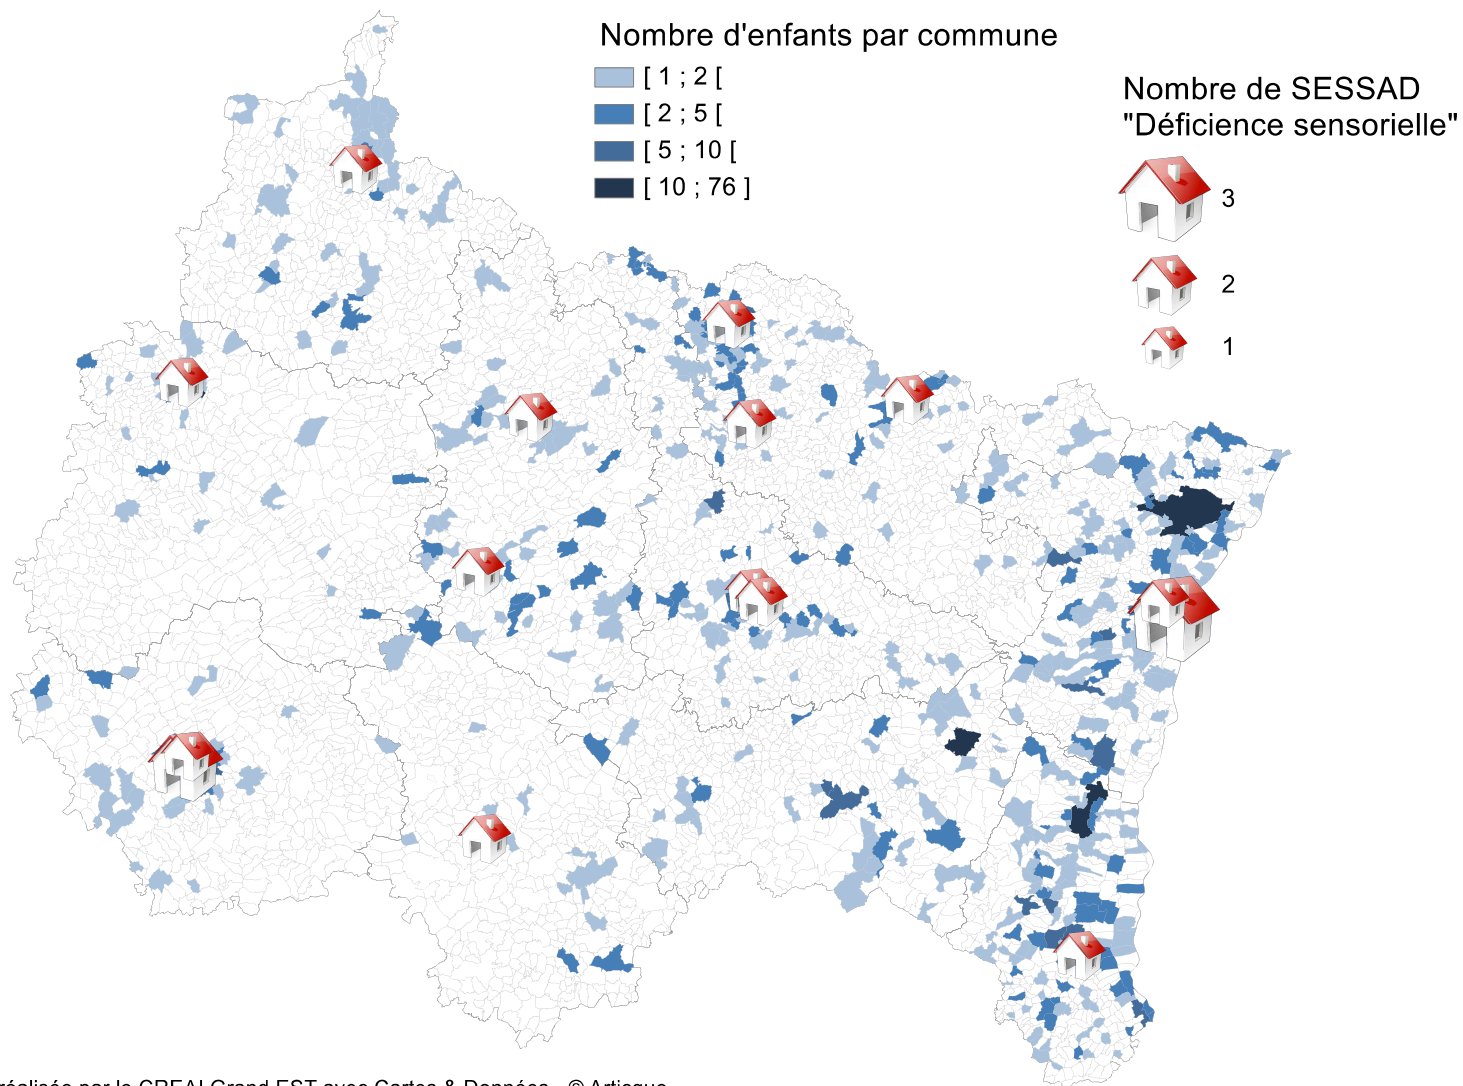 Nombre d'enfants par commune
[ 1 ; 2 [
[ 2 ; 5 [
[ 5 ; 10 [
[ 10 ; 76 ]
Nombre de SESSAD
"Déficience sensorielle"
3
2
1
réalisée par le CREAI Grand EST avec Cartes & Données - © Articque